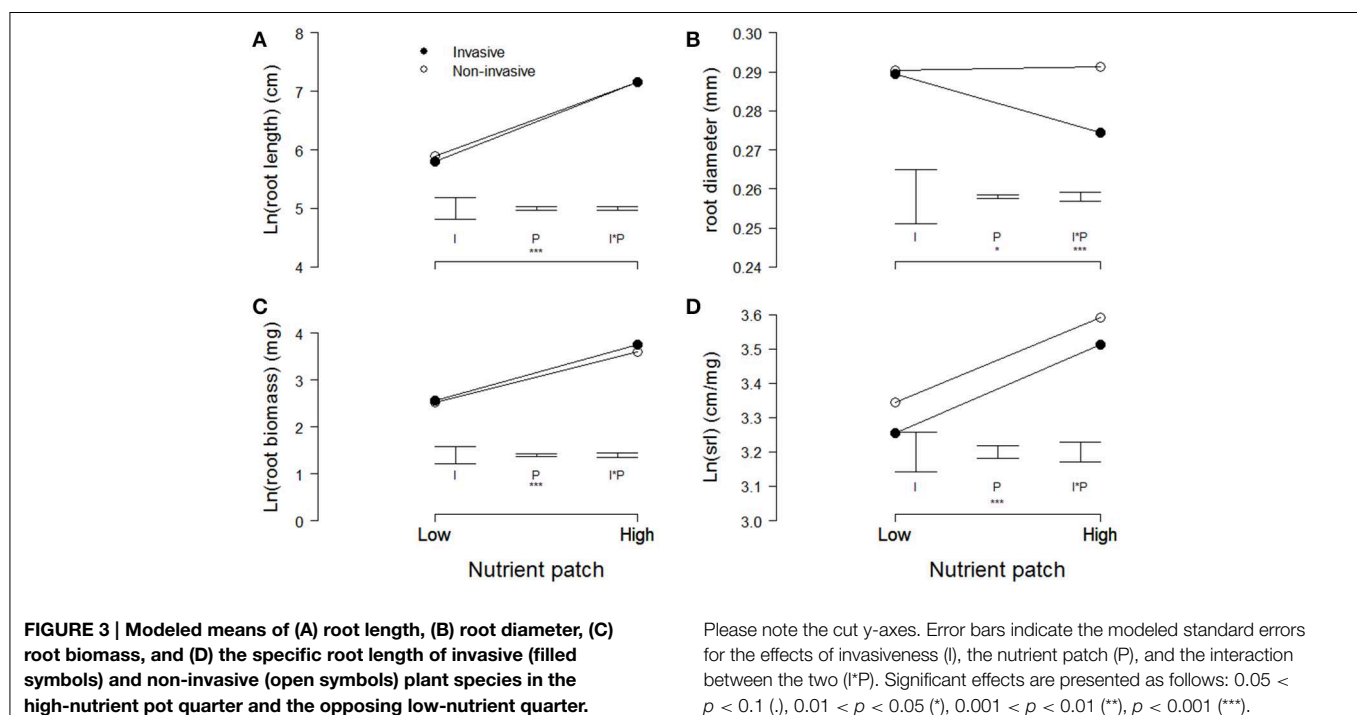 A
8
7
6
5
4
Ln(root length) (cm)
Invasive
Non-invasive
I
P
***
I*P
B
0.30
0.29
0.28
0.27
0.26
0.25
0.24
root diameter (mm)
I
P
*
I*P
***
C
4
3
2
1
0
Ln(root biomass) (mg)
I
P
***
I*P
Low
High
Nutrient patch
D
3.6
3.5
3.4
3.3
3.2
3.1
3.0
Ln(srl) (cm/mg)
I
P
***
I*P
Low
High
Nutrient patch
FIGURE 3 | Modeled means of (A) root length, (B) root diameter, (C)
root biomass, and (D) the specific root length of invasive (filled
symbols) and non-invasive (open symbols) plant species in the
high-nutrient pot quarter and the opposing low-nutrient quarter.
Please note the cut y-axes. Error bars indicate the modeled standard errors
for the effects of invasiveness (I), the nutrient patch (P), and the interaction
between the two (I*P). Significant effects are presented as follows: 0.05 <
p < 0.1 (.), 0.01 < p < 0.05 (*), 0.001 < p < 0.01 (**), p < 0.001 (***).